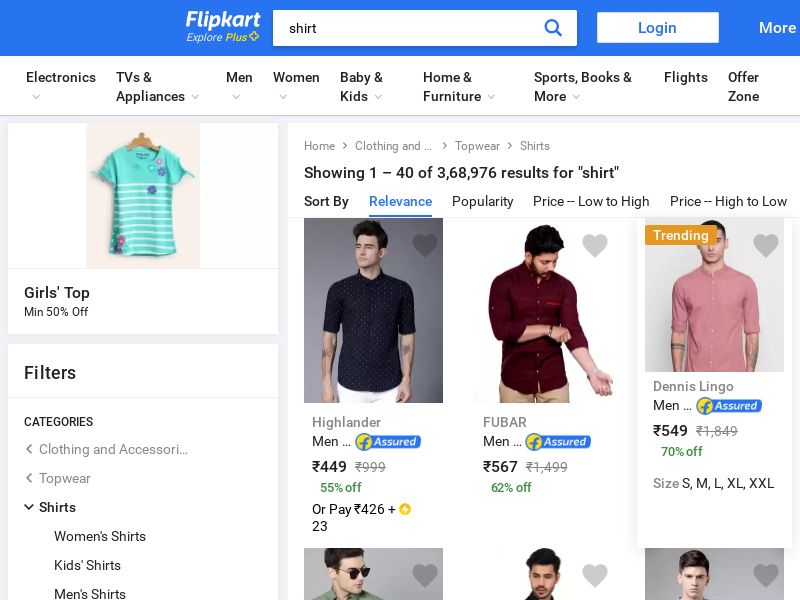 Flipkart
Explore Plus
shirt
Login
More
Electronics
TVs &
Appliances
Men
Women
Baby &
Kids
Home &
Furniture
Sports, Books &
More
Flights
Offer
Zone
Girls' Top
Min 50% Off
Filters
CATEGORIES
Clothing and Accessori...
Topwear
Shirts
Women's Shirts
Kids' Shirts
Men's Shirts
Home
Clothing and ...
Topwear
Shirts
Showing 1 – 40 of 3,68,976 results for "shirt"
Sort By
Relevance
Popularity
Price -- Low to High
Price -- High to Low
Highlander
Men ... Assured
₹449 ₹999
55% off
Or Pay ₹426 +
23
FUBAR
Men ... Assured
₹567 ₹1,499
62% off
Trending
Dennis Lingo
Men ... Assured
₹549 ₹1,849
70% off
Size S, M, L, XL, XXL